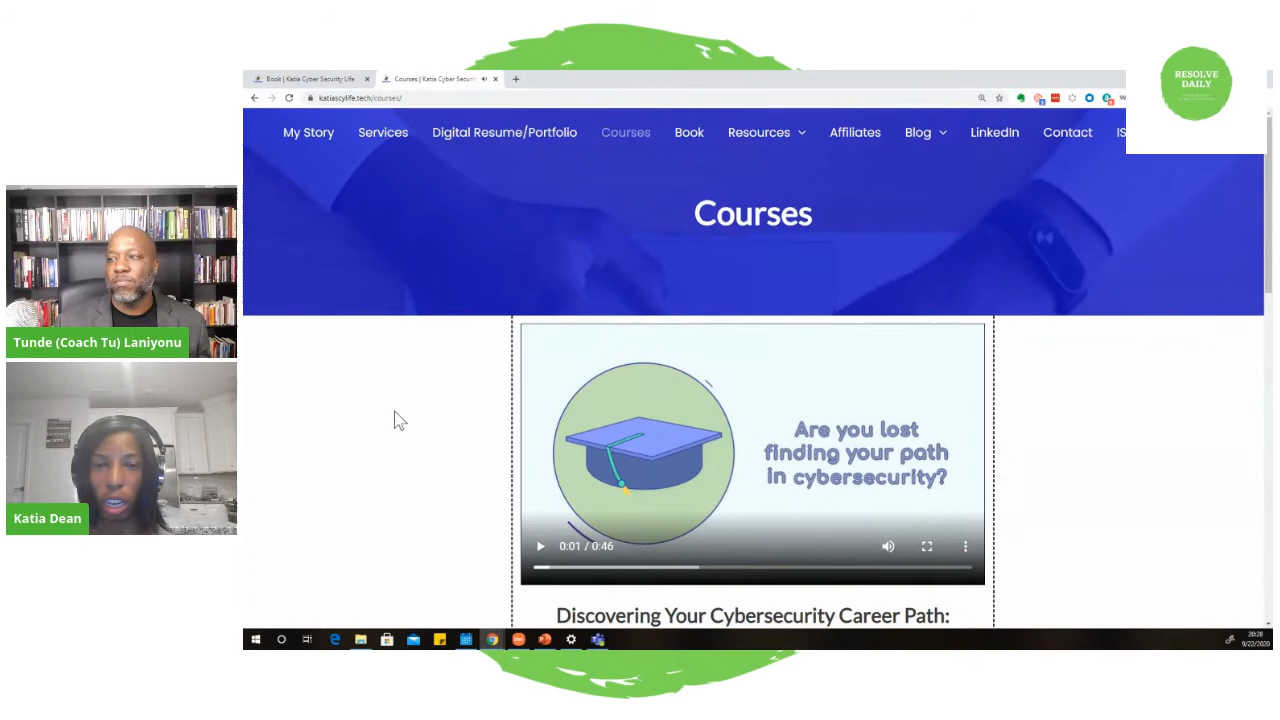 Book | Katia Cyber Security Life
Courses | Katia Cyber Securi
katiascylife.tech/courses/
RESOLVE
DAILY
My Story Services Digital Resume/Portfolio Courses Book Resources Affiliates Blog LinkedIn Contact IS
Courses
Tunde (Coach Tu) Laniyonu
Katia Dean
Are you lost
finding your path
in cybersecurity?
0:01 / 0:46
Discovering Your Cybersecurity Career Path:
20:28
9/22/2020